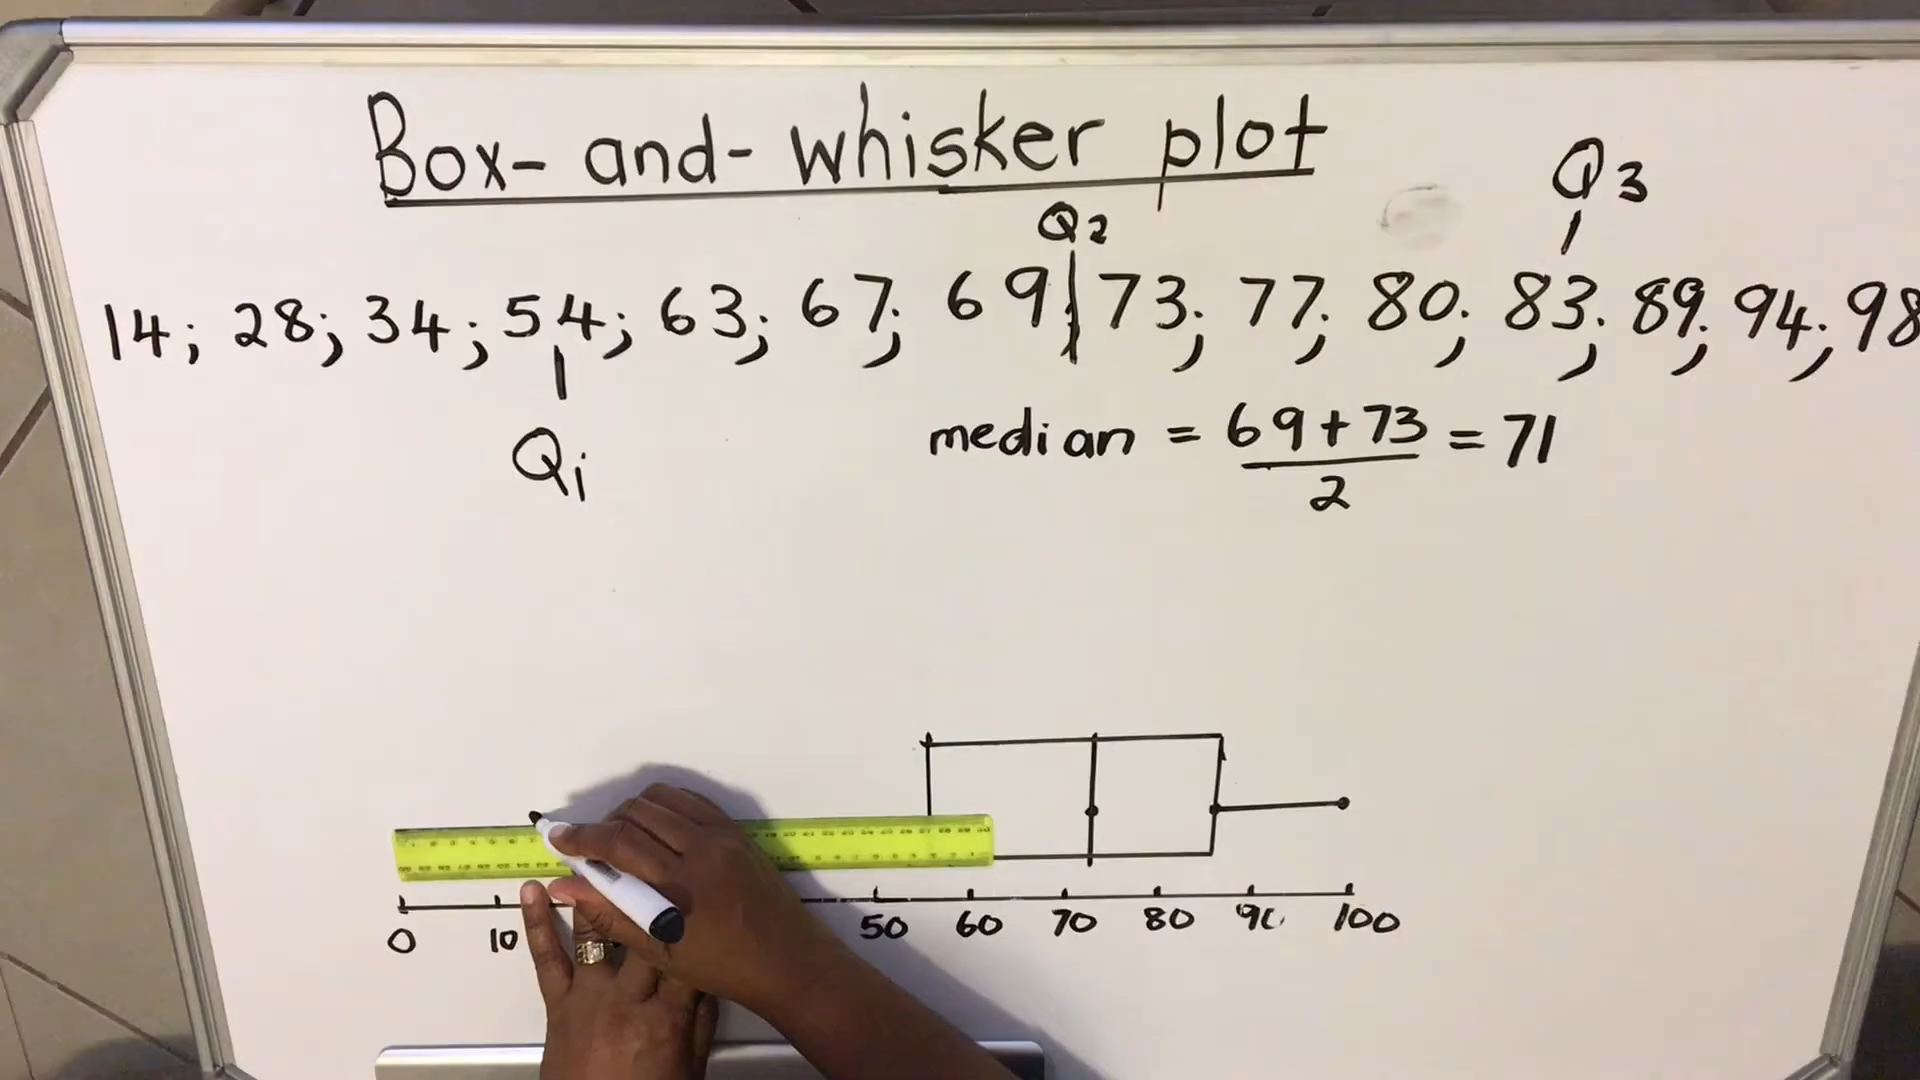 Box-and-whisker plot
Q3
Q2
14; 28; 34; 54; 63; 67; 69; 73; 77; 80; 83; 89; 94; 98
Q1
median = 69+73 = 71
2
0 10 50 60 70 80 90 100